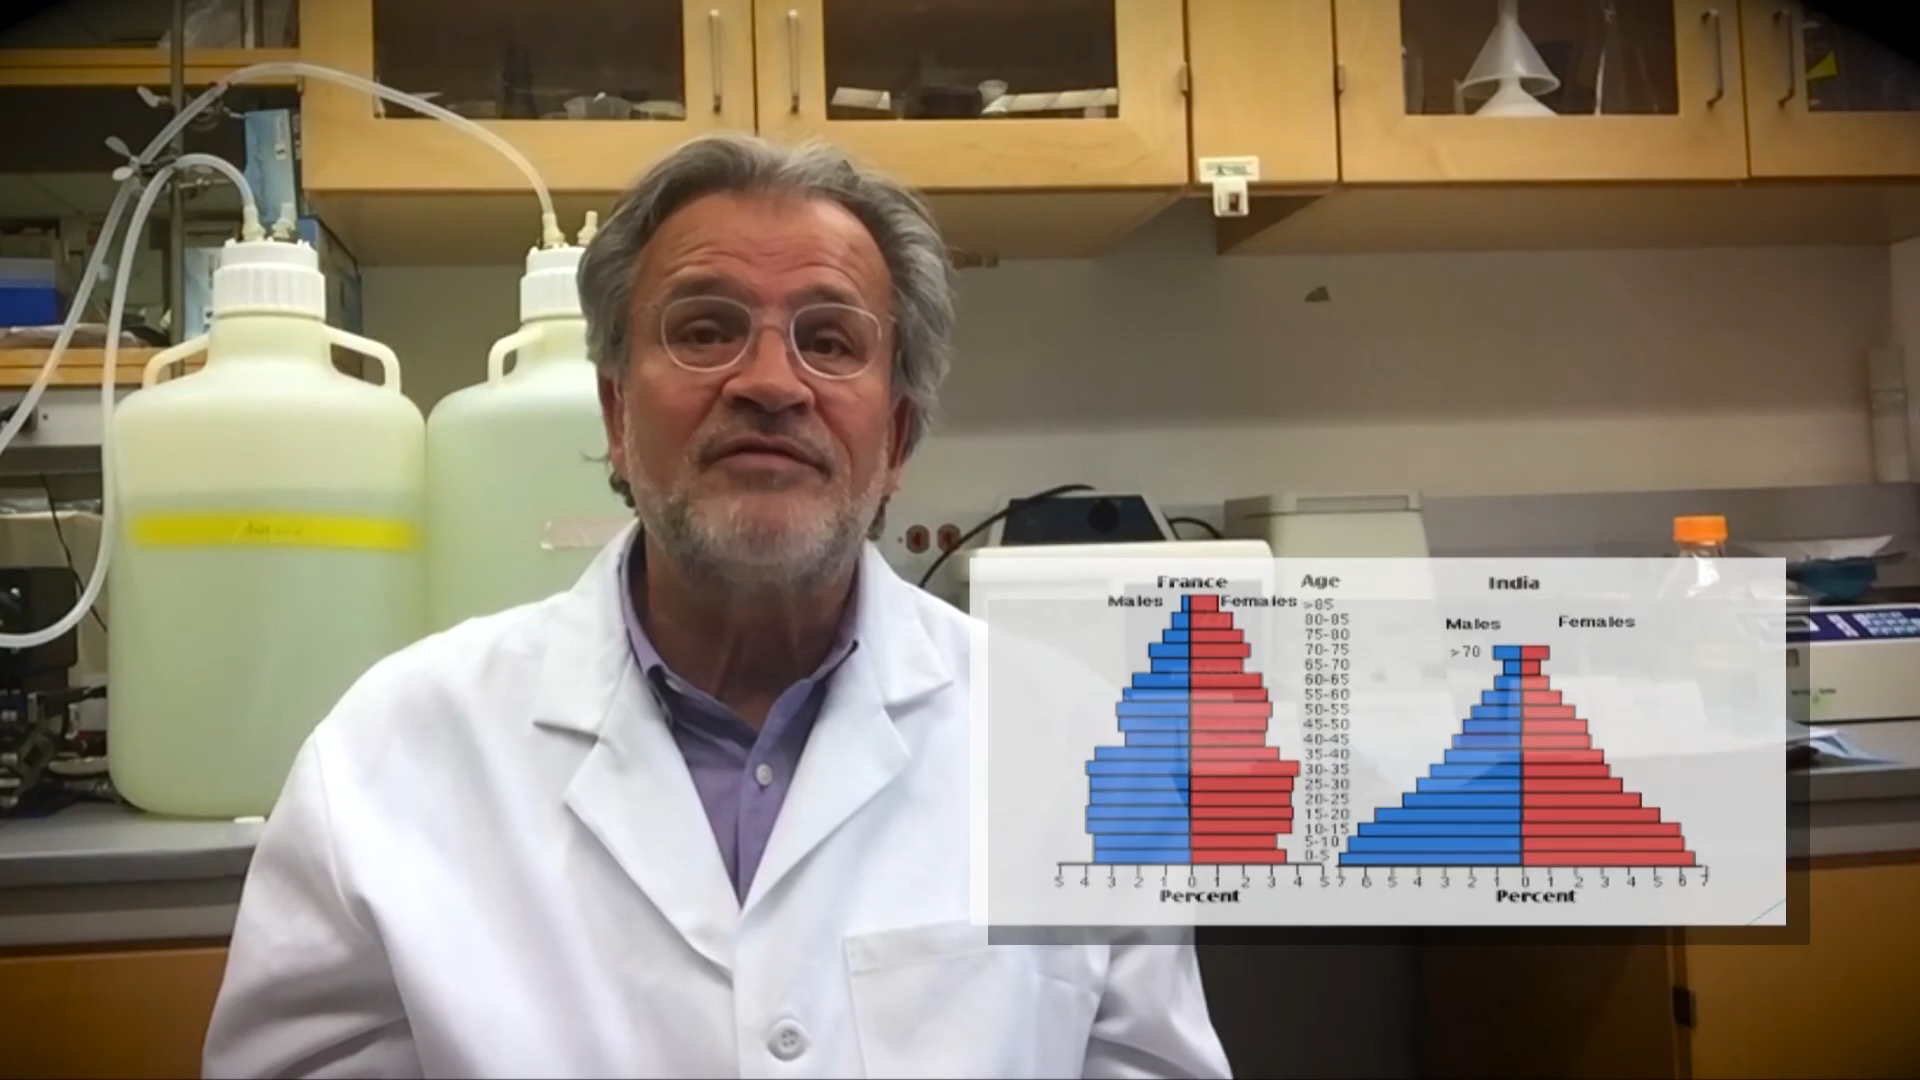 France
Age
India
Males
Females
>85
80-85
75-80
70-75
65-70
60-65
55-60
50-55
45-50
40-45
35-40
30-35
25-30
20-25
15-20
10-15
5-10
0-5
Males
Females
>70
5 4 3 2 1 0 1 2 3 4 5
7 6 5 4 3 2 1 0 1 2 3 4 5 6 7
Percent
Percent